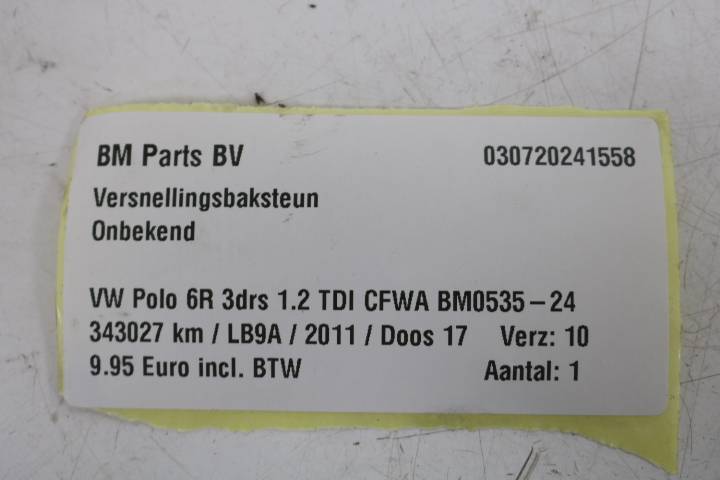 BM Parts BV 030720241558
Versnellingsbaksteun
Onbekend
VW Polo 6R 3drs 1.2 TDI CFWA BM0535-24
343027 km / LB9A / 2011 / Doos 17 Verz: 10
9.95 Euro incl. BTW Aantal: 1